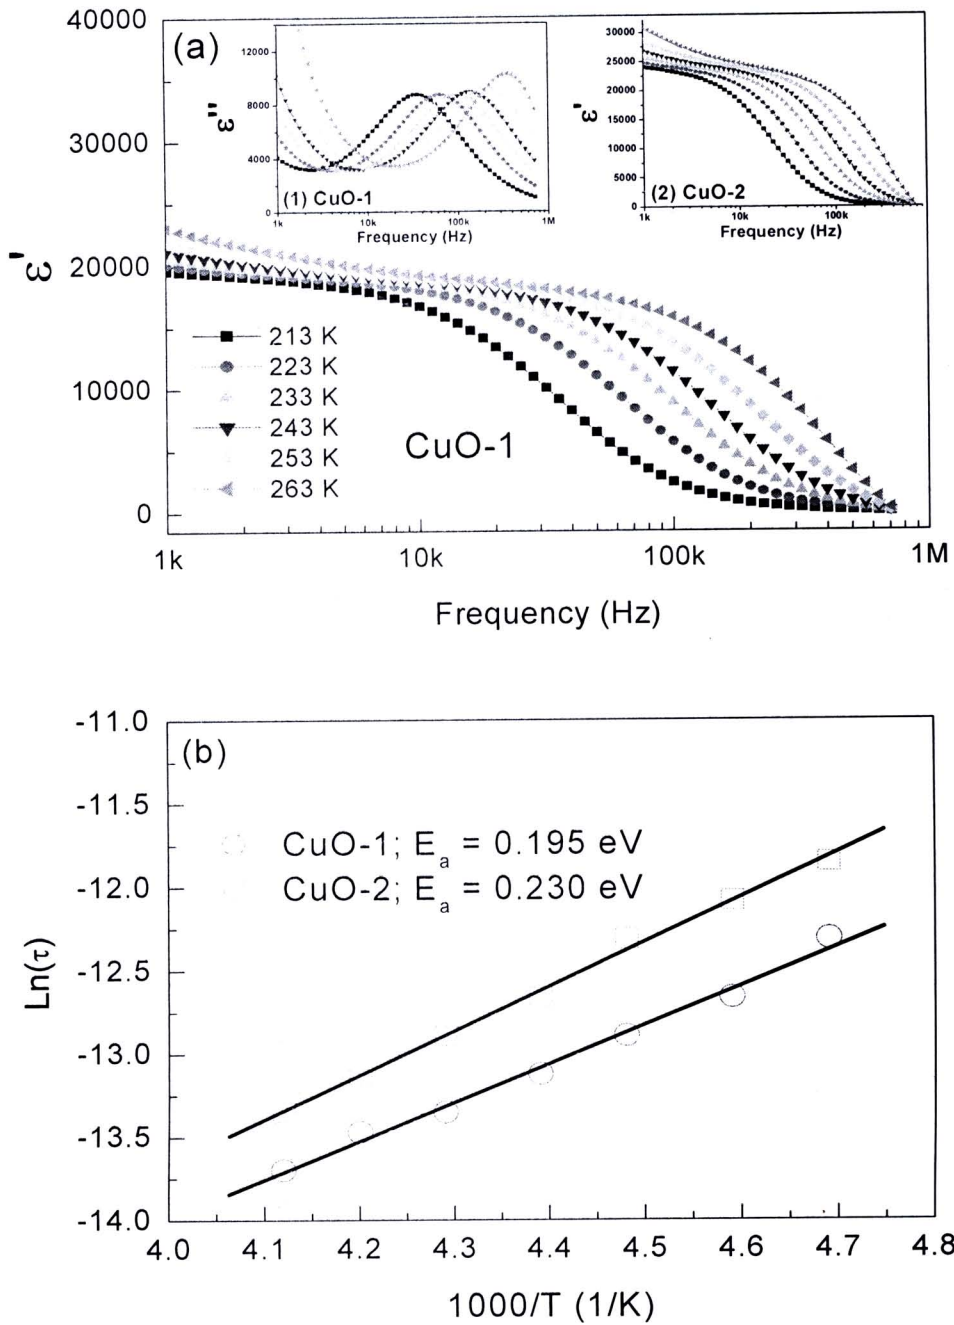 (a)
40000
30000
20000
10000
0
ε'
1k
10k
100k
1M
Frequency (Hz)
213 K
223 K
233 K
243 K
253 K
263 K
CuO-1
12000
8000
4000
0
ε''
(1) CuO-1
1k
10k
100k
1M
Frequency (Hz)
30000
25000
20000
15000
10000
5000
0
ε'
(2) CuO-2
1k
10k
100k
Frequency (Hz)
(b)
-11.0
-11.5
-12.0
-12.5
-13.0
-13.5
-14.0
Ln(τ)
CuO-1; Eₐ = 0.195 eV
CuO-2; Eₐ = 0.230 eV
4.0
4.1
4.2
4.3
4.4
4.5
4.6
4.7
4.8
1000/T (1/K)